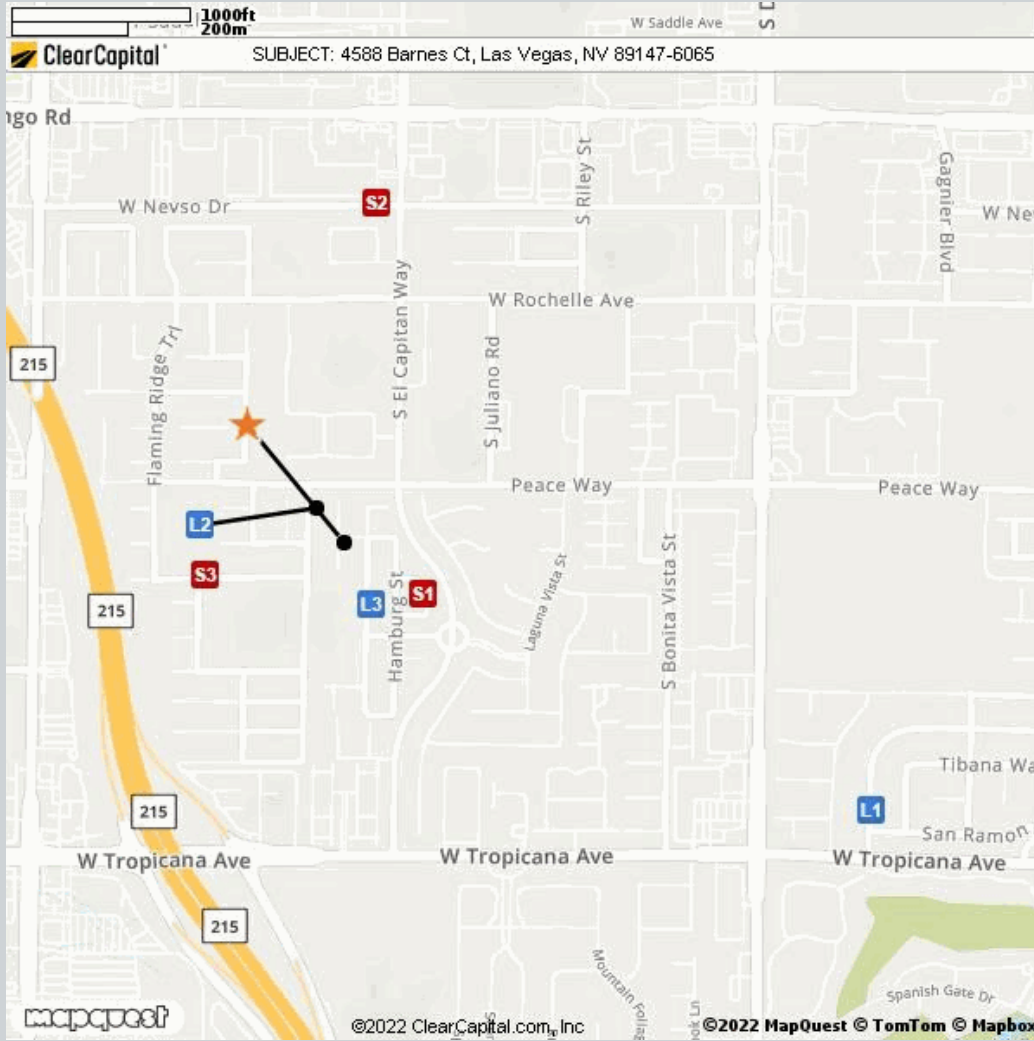 1000ft
200m
W Saddle Ave
S D
ClearCapital
SUBJECT: 4588 Barnes Ct, Las Vegas, NV 89147-6065
ngo Rd
W Nevso Dr
S2
S Riley St
Gagnier Blvd
W Ne
S El Capitan Way
W Rochelle Ave
215
Flaming Ridge Trl
S Juliano Rd
Peace Way
Peace Way
L2
S3
L3
S1
Hamburg St
Laguna Vista St
S Bonita Vista St
215
Tibana Wa
L1
215
San Ramon
W Tropicana Ave
W Tropicana Ave
W Tropicana Ave
215
Mountain Foliag
ok Ln
Spanish Gate Dr
mapquest
©2022 ClearCapital.com, Inc
©2022 MapQuest © TomTom © Mapbox